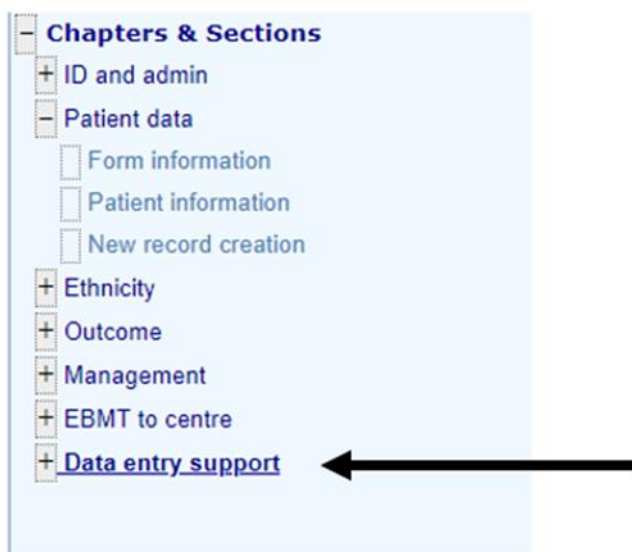 Chapters & Sections
ID and admin
Patient data
Form information
Patient information
New record creation
Ethnicity
Outcome
Management
EBMT to centre
Data entry support